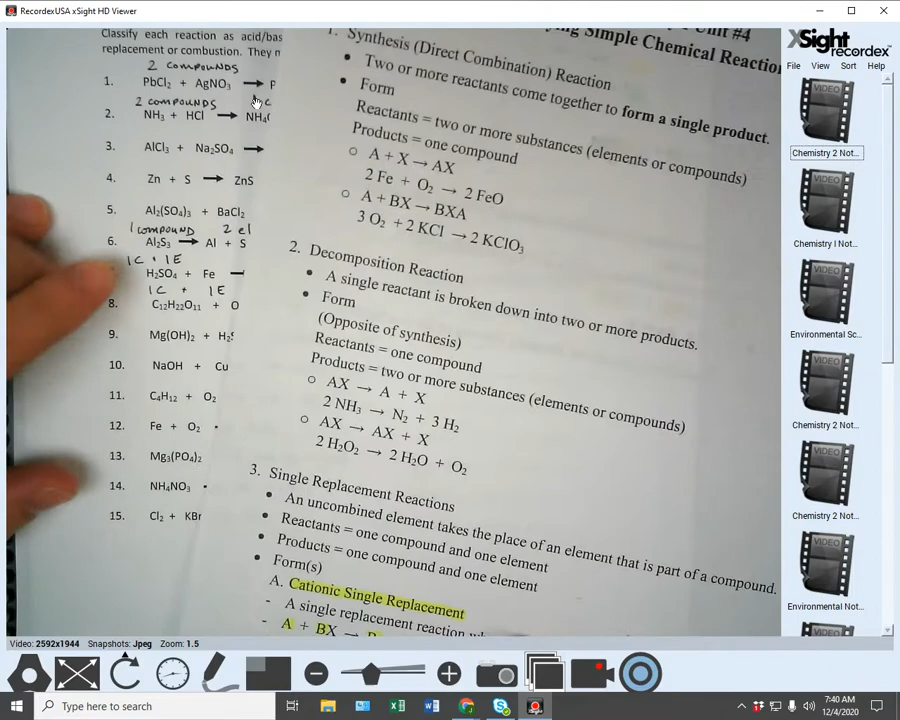 RecordexUSA xSight HD Viewer
Classify each reaction as acid/bas
replacement or combustion. They n
2 COMPOUNDS
1. PbCl2 + AgNO3 → P
2 COMPOUNDS
2. NH3 + HCl → NH4(
3. AlCl3 + Na2SO4 →
4. Zn + S → ZnS
5. Al2(SO4)3 + BaCl2
1 COMPOUND 2 el
6. Al2S3 → Al + S
1C + 1E
H2SO4 + Fe
1C + 1E
8. C12H22O11 + O
9. Mg(OH)2 + H2S
10. NaOH + Cu
11. C4H12 + O2
12. Fe + O2
13. Mg3(PO4)2
14. NH4NO3
15. Cl2 + KBr
Unit #4
ying Simple Chemical Reaction
1. Synthesis (Direct Combination) Reaction
• Two or more reactants come together to form a single product.
• Form
Reactants = two or more substances (elements or compounds)
Products = one compound
○ A + X → AX
2 Fe + O2 → 2 FeO
○ A + BX → BXA
3 O2 + 2 KCl → 2 KClO3
2. Decomposition Reaction
• A single reactant is broken down into two or more products.
• Form
(Opposite of synthesis)
Reactants = one compound
Products = two or more substances (elements or compounds)
○ AX → A + X
2 NH3 → N2 + 3 H2
○ AX → AX + X
2 H2O2 → 2 H2O + O2
3. Single Replacement Reactions
• An uncombined element takes the place of an element that is part of a compound.
• Reactants = one compound and one element
• Products = one compound and one element
• Form(s)
A. Cationic Single Replacement
- A single replacement reaction
- A + BX →
xSight
recordex
File View Sort Help
VIDEO
Chemistry 2 Not...
VIDEO
Chemistry I Not...
VIDEO
Environmental Sc...
VIDEO
Chemistry 2 Not...
VIDEO
Chemistry 2 Not...
VIDEO
Environmental Not...
VIDEO
Video: 2592x1944 Snapshots: Jpeg Zoom: 1.5
Type here to search
7:40 AM
12/4/2020